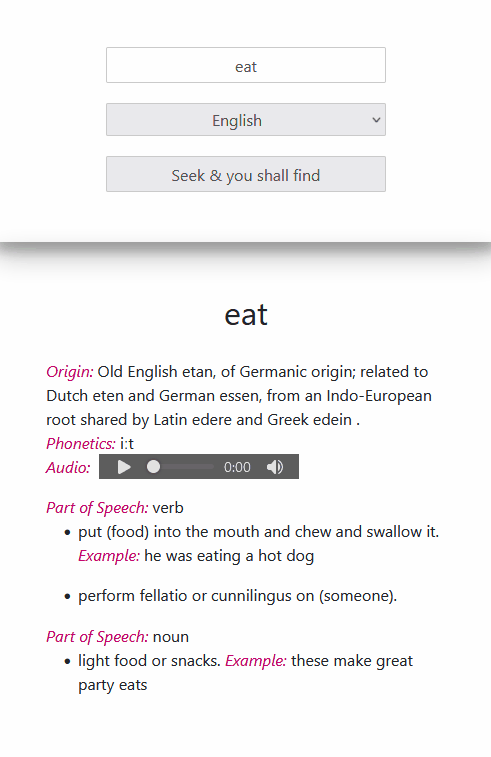 eat
English
Seek & you shall find
eat
Origin: Old English etan, of Germanic origin; related to
Dutch eten and German essen, from an Indo-European
root shared by Latin edere and Greek edein .
Phonetics: i:t
Audio: 0:00
Part of Speech: verb
• put (food) into the mouth and chew and swallow it.
Example: he was eating a hot dog
• perform fellatio or cunnilingus on (someone).
Part of Speech: noun
• light food or snacks. Example: these make great
party eats